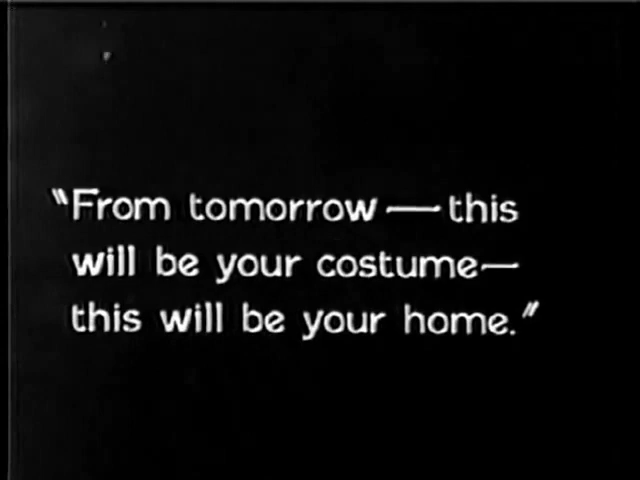 "From tomorrow — this
will be your costume —
this will be your home."